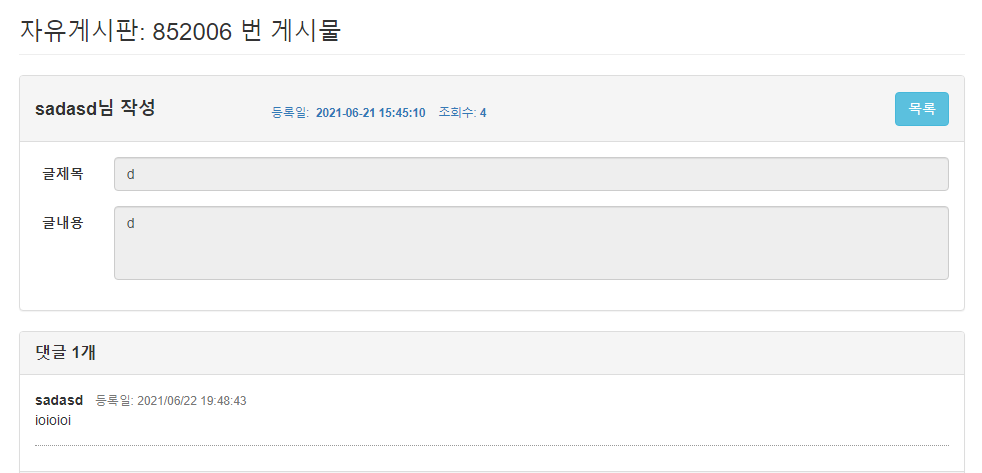 자유게시판: 852006 번 게시물
sadasd님 작성 등록일: 2021-06-21 15:45:10 조회수: 4 목록
글제목 d
글내용 d
댓글 1개
sadasd 등록일: 2021/06/22 19:48:43
ioioioi